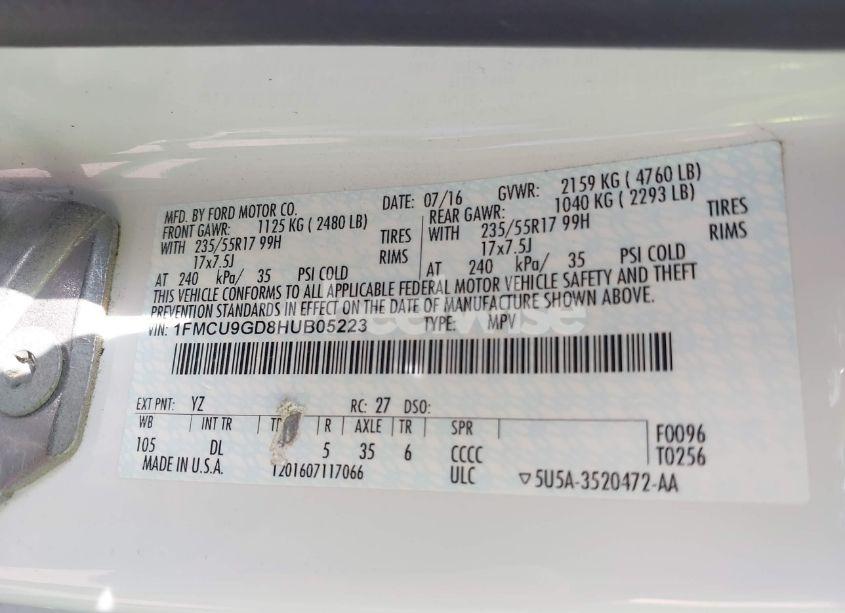 MFD. BY FORD MOTOR CO. DATE: 07/16 GVWR: 2159 KG ( 4760 LB)
FRONT GAWR: 1125 KG ( 2480 LB) REAR GAWR: 1040 KG ( 2293 LB)
WITH 235/55R17 99H TIRES WITH 235/55R17 99H TIRES
17x7.5J RIMS 17x7.5J RIMS
AT 240 kPa/ 35 PSI COLD AT 240 kPa/ 35 PSI COLD
THIS VEHICLE CONFORMS TO ALL APPLICABLE FEDERAL MOTOR VEHICLE SAFETY AND THEFT
PREVENTION STANDARDS IN EFFECT ON THE DATE OF MANUFACTURE SHOWN ABOVE.
VIN: 1FMCU9GD8HUB05223 TYPE: MPV
EXT PNT: YZ RC: 27 DSO:
WB INT TR R AXLE TR SPR
105 DL 5 35 6 CCCC F0096
MADE IN U.S.A. T201607117066 ULC T0256
▽5U5A-3520472-AA